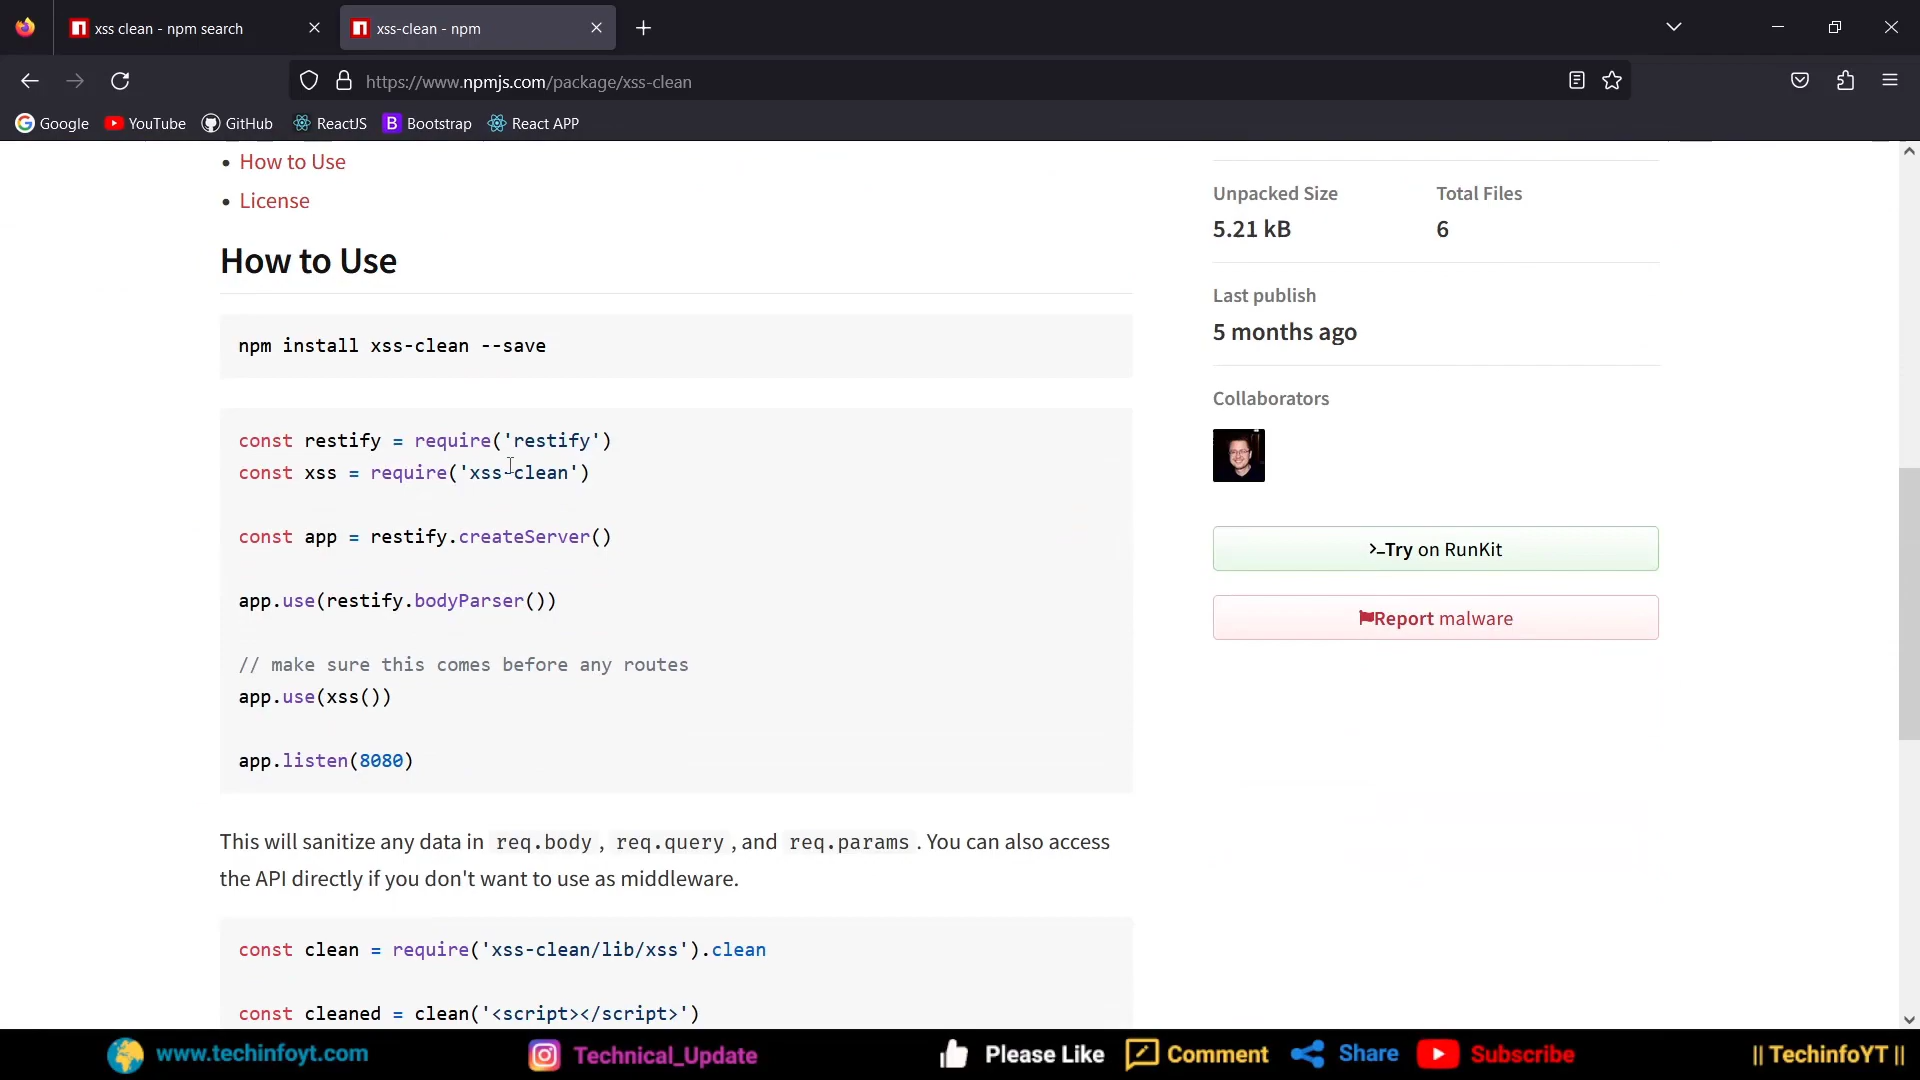 xss clean - npm search
xss-clean - npm
https://www.npmjs.com/package/xss-clean
Google
YouTube
GitHub
ReactJS
Bootstrap
React APP
How to Use
License
How to Use
npm install xss-clean --save
const restify = require('restify')
const xss = require('xss-clean')
const app = restify.createServer()
app.use(restify.bodyParser())
// make sure this comes before any routes
app.use(xss())
app.listen(8080)
This will sanitize any data in req.body, req.query, and req.params. You can also access
the API directly if you don't want to use as middleware.
const clean = require('xss-clean/lib/xss').clean
const cleaned = clean('<script></script>')
Unpacked Size
5.21 kB
Total Files
6
Last publish
5 months ago
Collaborators
Try on RunKit
Report malware
www.techinfoyt.com
Technical_Update
Please Like
Comment
Share
Subscribe
|| TechinfoYT ||